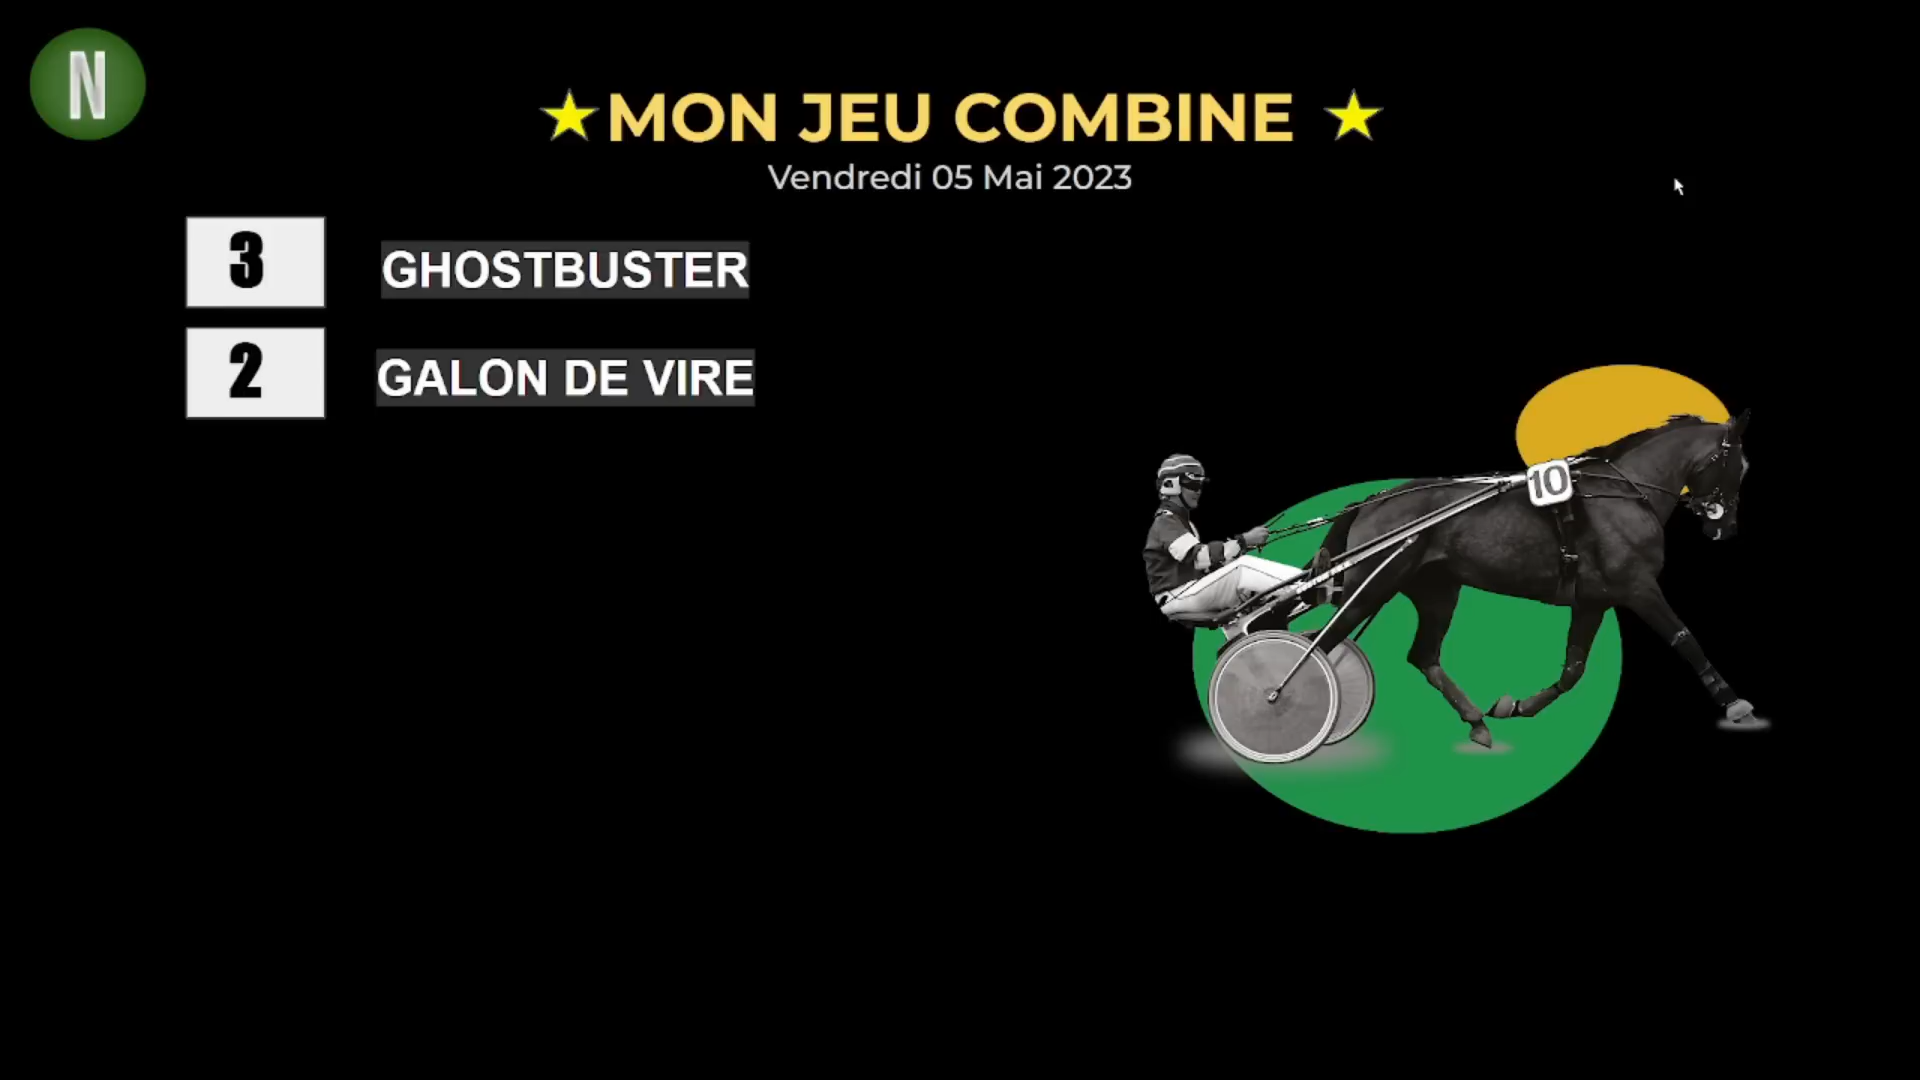 N
★MON JEU COMBINE ★
Vendredi 05 Mai 2023
3 GHOSTBUSTER
2 GALON DE VIRE
10